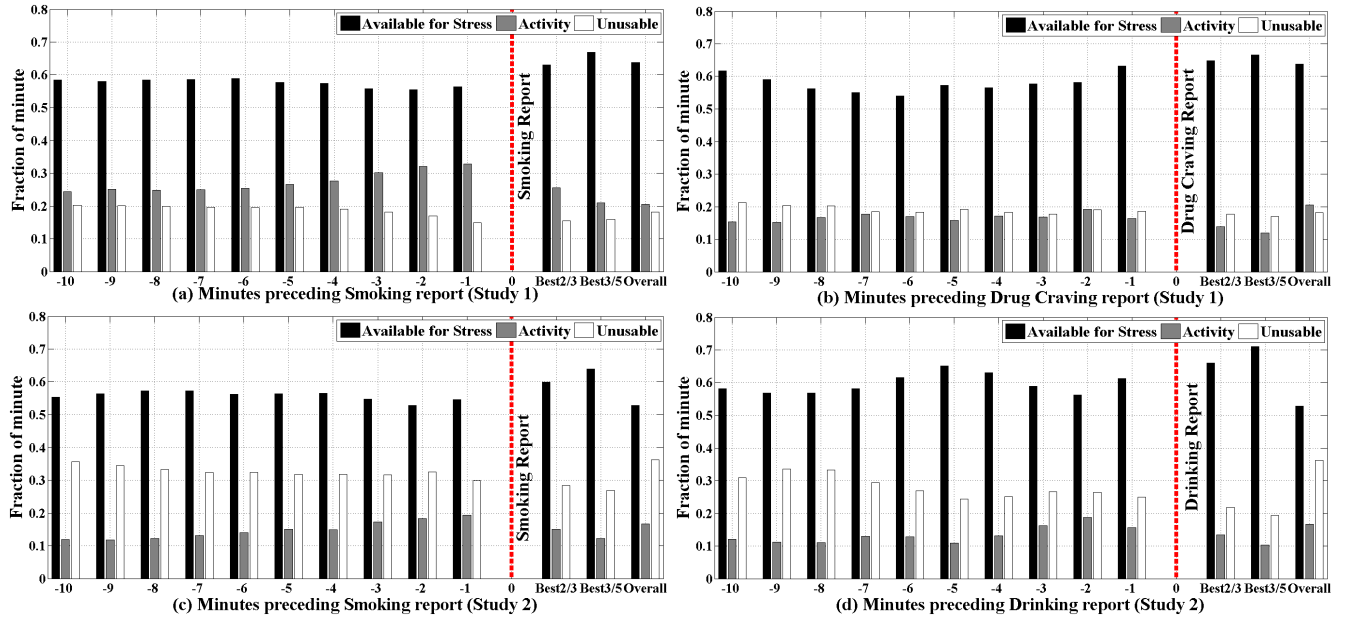 Available for Stress Activity Unusable
Fraction of minute
0.8
0.7
0.6
0.5
0.4
0.3
0.2
0.1
0
Smoking Report
-10 -9 -8 -7 -6 -5 -4 -3 -2 -1 0 Best2/3 Best3/5 Overall
(a) Minutes preceding Smoking report (Study 1)
Available for Stress Activity Unusable
Fraction of minute
0.8
0.7
0.6
0.5
0.4
0.3
0.2
0.1
0
Drug Craving Report
-10 -9 -8 -7 -6 -5 -4 -3 -2 -1 0 Best2/3 Best3/5 Overall
(b) Minutes preceding Drug Craving report (Study 1)
Available for Stress Activity Unusable
Fraction of minute
0.8
0.7
0.6
0.5
0.4
0.3
0.2
0.1
0
Smoking Report
-10 -9 -8 -7 -6 -5 -4 -3 -2 -1 0 Best2/3 Best3/5 Overall
(c) Minutes preceding Smoking report (Study 2)
Available for Stress Activity Unusable
Fraction of minute
0.8
0.7
0.6
0.5
0.4
0.3
0.2
0.1
0
Drinking Report
-10 -9 -8 -7 -6 -5 -4 -3 -2 -1 0 Best2/3 Best3/5 Overall
(d) Minutes preceding Drinking report (Study 2)